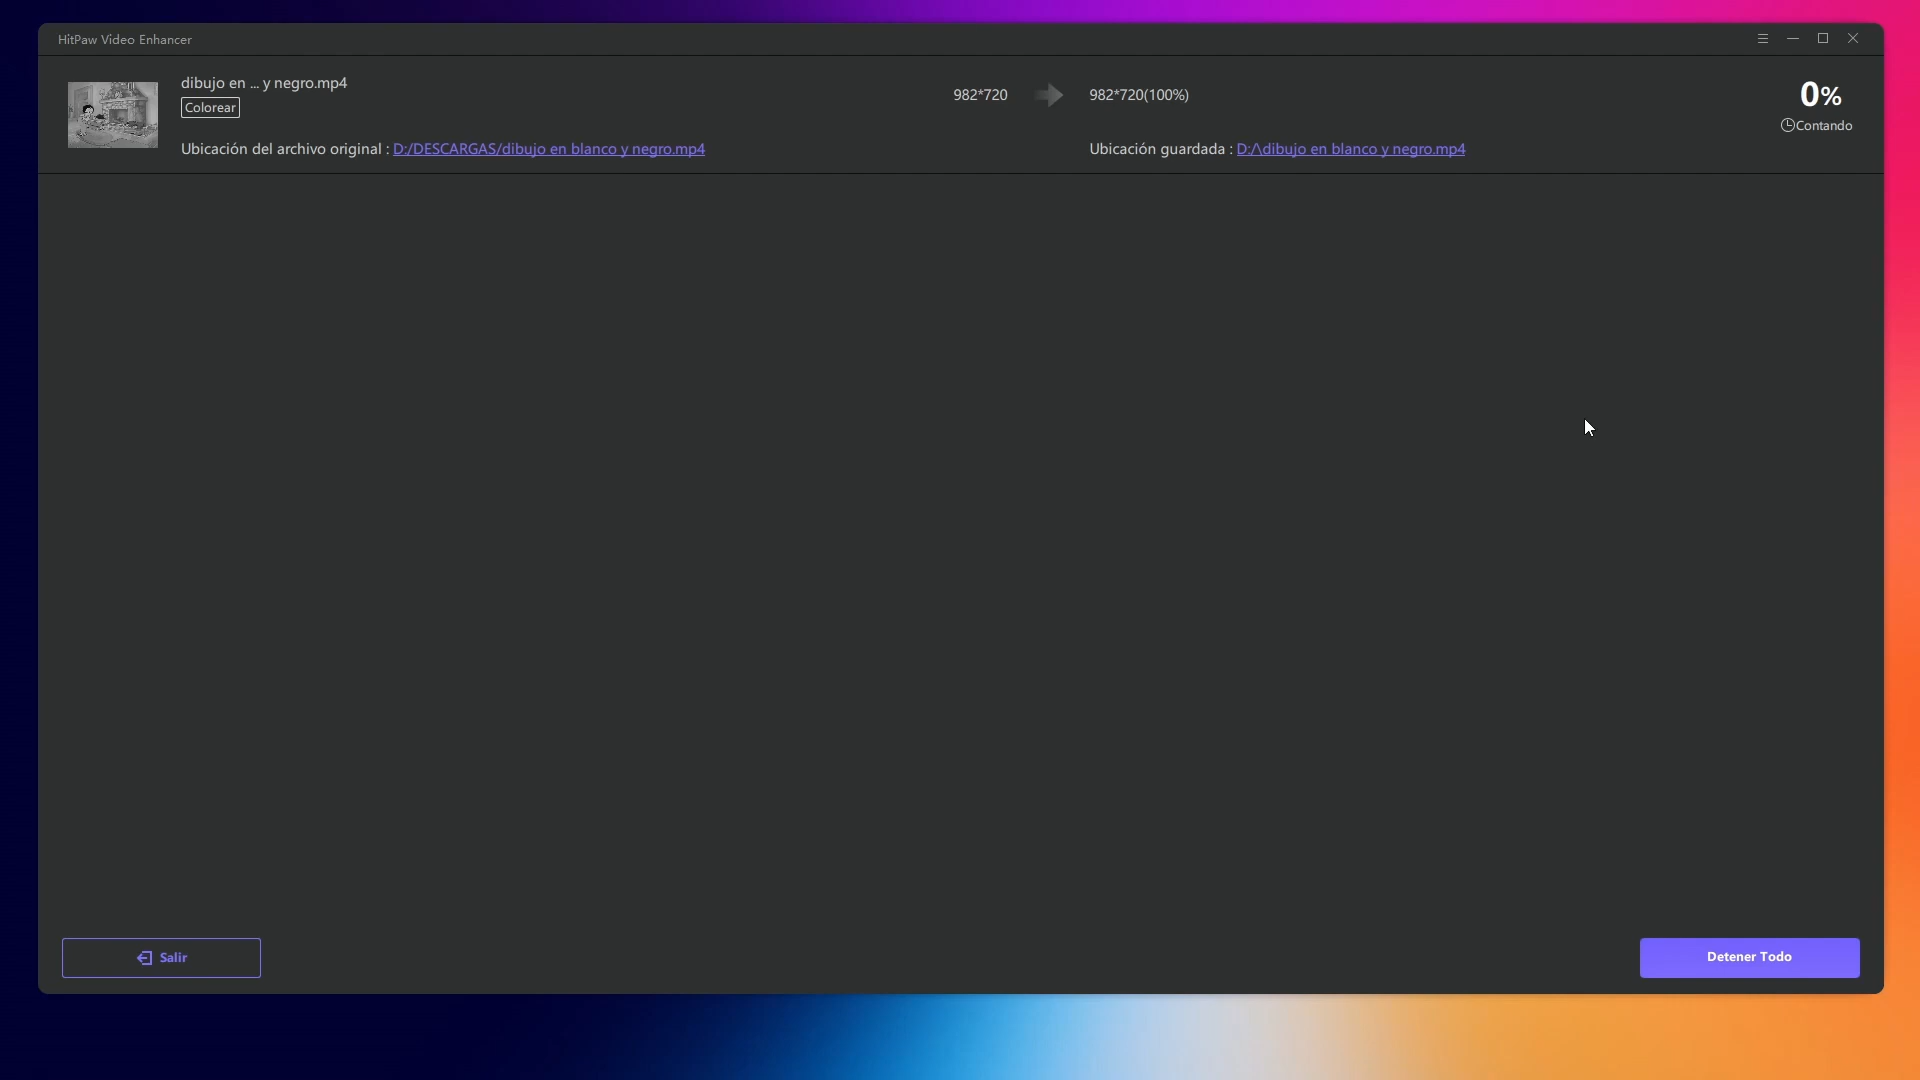 HitPaw Video Enhancer
dibujo en ... y negro.mp4
Colorear
982*720
982*720(100%)
0%
Contando
Ubicación del archivo original : D:/DESCARGAS/dibujo en blanco y negro.mp4
Ubicación guardada : D:/\dibujo en blanco y negro.mp4
Salir
Detener Todo